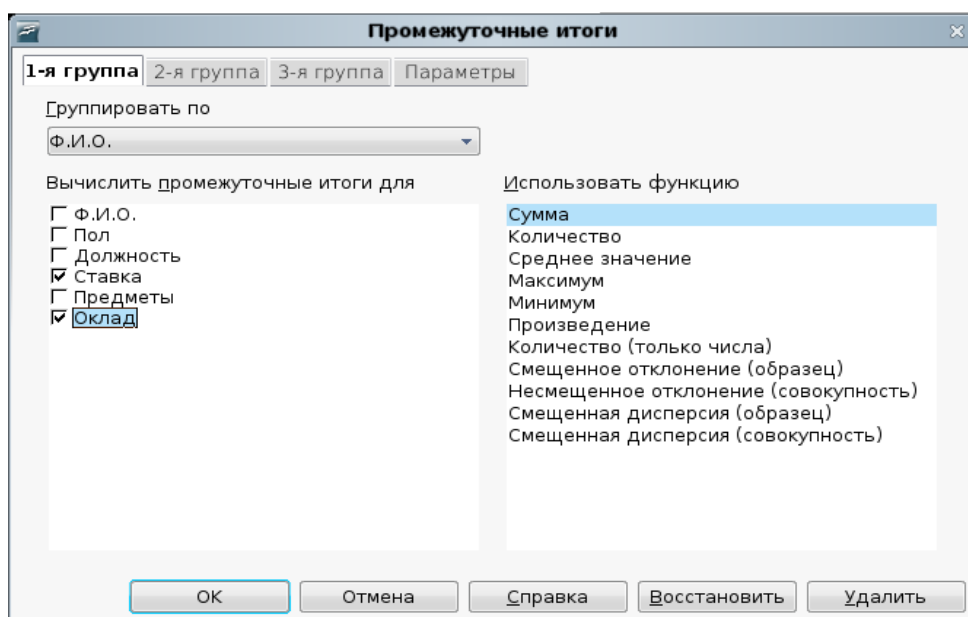 Промежуточные итоги
1-я группа 2-я группа 3-я группа Параметры
Группировать по
Ф.И.О.
Вычислить промежуточные итоги для
Ф.И.О.
Пол
Должность
Ставка
Предметы
Оклад
Использовать функцию
Сумма
Количество
Среднее значение
Максимум
Минимум
Произведение
Количество (только числа)
Смещенное отклонение (образец)
Несмещенное отклонение (совокупность)
Смещенная дисперсия (образец)
Смещенная дисперсия (совокупность)
OK Отмена Справка Восстановить Удалить